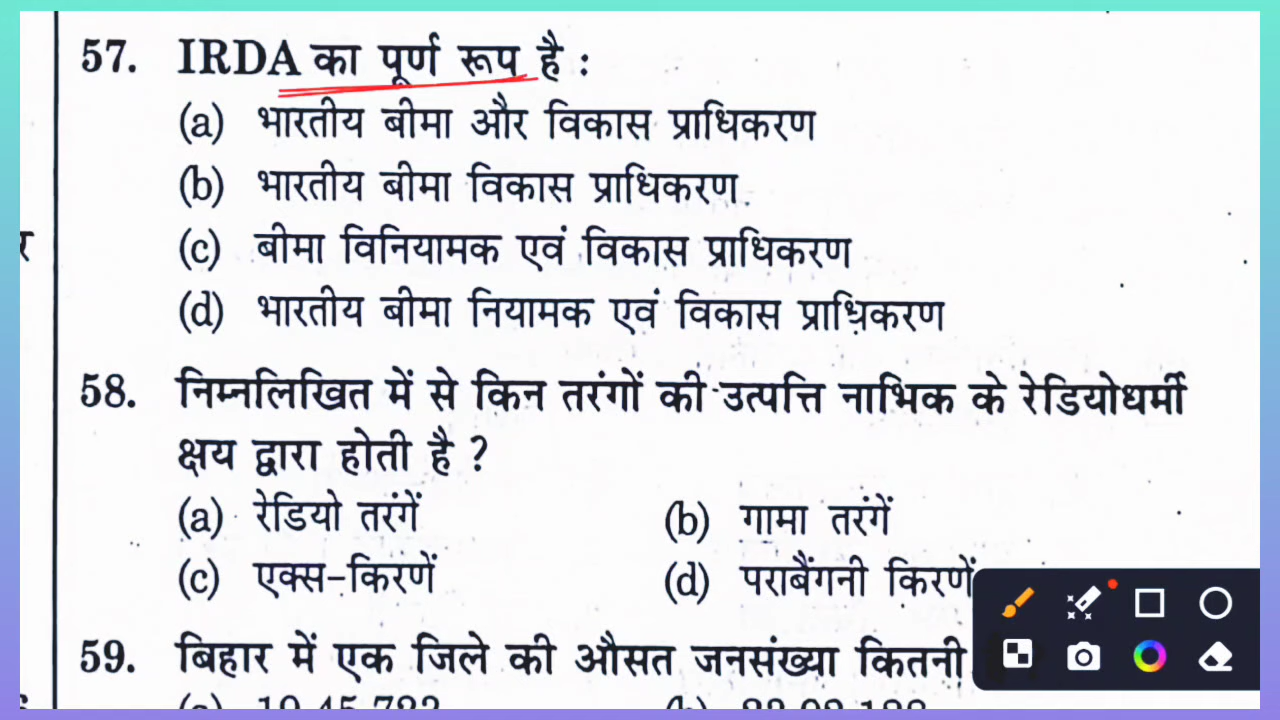 57. IRDA का पूर्ण रूप है :
(a) भारतीय बीमा और विकास प्राधिकरण
(b) भारतीय बीमा विकास प्राधिकरण
र
(c) बीमा विनियामक एवं विकास प्राधिकरण
(d) भारतीय बीमा नियामक एवं विकास प्राधिकरण
58. निम्नलिखित में से किन तरंगों की उत्पत्ति नाभिक के रेडियोधर्मी
क्षय द्वारा होती है ?
(a) रेडियो तरंगें (b) गामा तरंगें
(c) एक्स-किरणें (d) पराबैंगनी किरणें
59. बिहार में एक जिले की औसत जनसंख्या कितनी